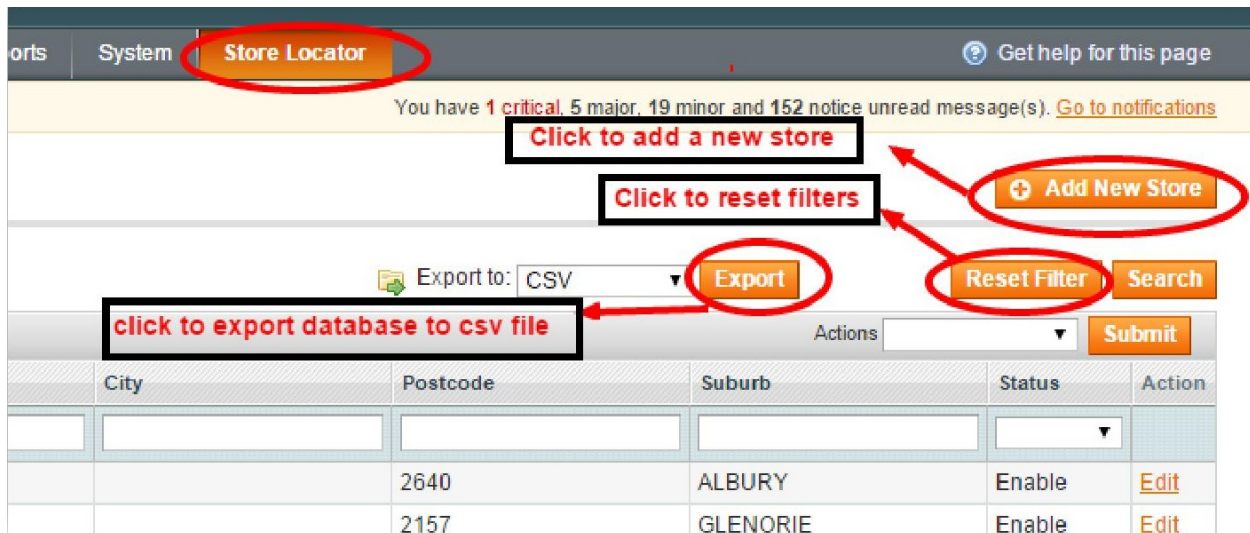 orts System Store Locator Get help for this page
You have 1 critical, 5 major, 19 minor and 152 notice unread message(s). Go to notifications
Click to add a new store
Add New Store
Click to reset filters
Export to: CSV Export Reset Filter Search
click to export database to csv file
Actions Submit
City Postcode Suburb Status Action
2640 ALBURY Enable Edit
2157 GLENORIE Enable Edit